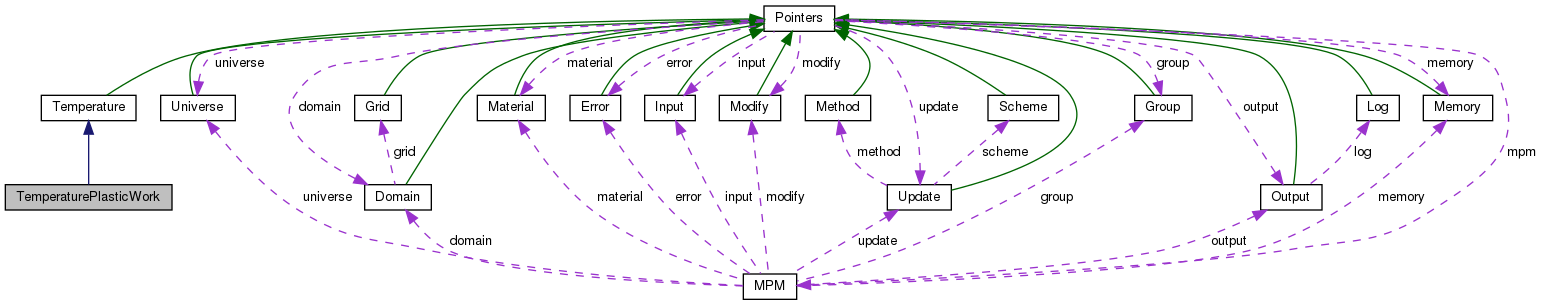 Pointers
universe
material
error
input
modify
group
memory
Temperature
Universe
domain
Grid
Material
Error
Input
Modify
Method
update
Scheme
Group
output
Log
Memory
grid
method
scheme
log
mpm
TemperaturePlasticWork
universe
Domain
material
error
input
modify
Update
group
Output
memory
domain
update
output
MPM